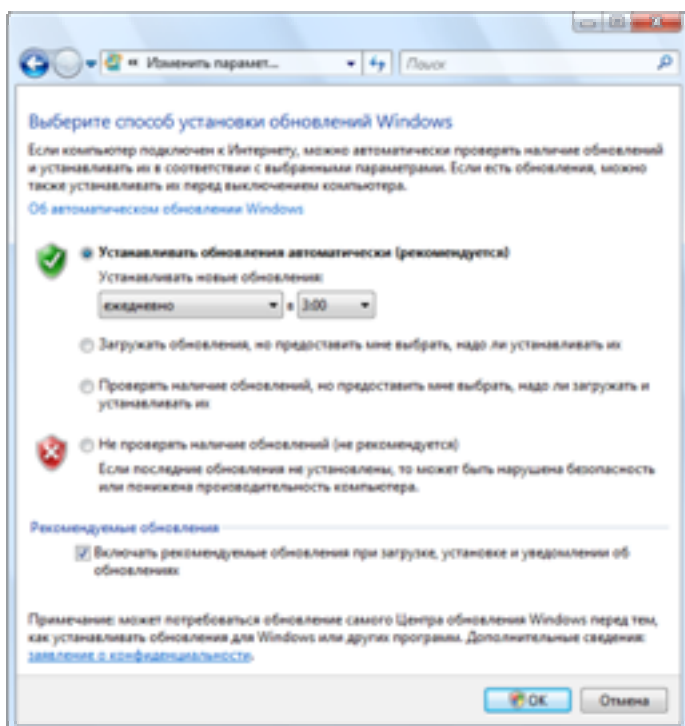 « Изменить парамет...
Поиск
Выберите способ установки обновлений Windows
Если компьютер подключен к Интернету, можно автоматически проверять наличие обновлений
и устанавливать их в соответствии с выбранными параметрами. Если есть обновления, можно
также устанавливать их перед выключением компьютера.
Об автоматическом обновлении Windows
Устанавливать обновления автоматически (рекомендуется)
Устанавливать новые обновления:
ежедневно в 3:00
Загружать обновления, но предоставить мне выбрать, надо ли устанавливать их
Проверять наличие обновлений, но предоставить мне выбрать, надо ли загружать и
устанавливать их
Не проверять наличие обновлений (не рекомендуется)
Если последние обновления не установлены, то может быть нарушена безопасность
или понижена производительность компьютера.
Рекомендуемые обновления
Включать рекомендуемые обновления при загрузке, установке и уведомлении об
обновлениях
Примечание: может потребоваться обновление самого Центра обновления Windows перед тем,
как устанавливать обновления для Windows или других программ. Дополнительные сведения:
заявление о конфиденциальности.
OK Отмена